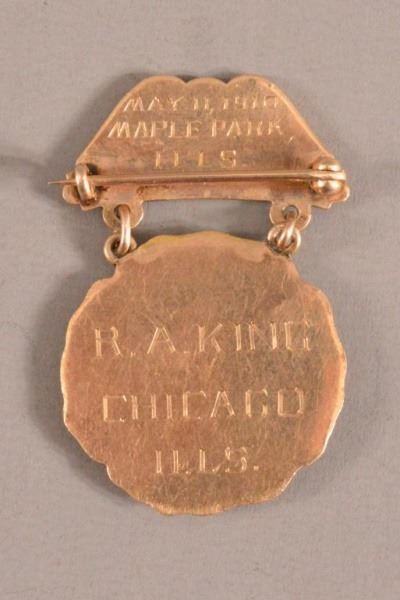 MAY 11, 1910
MAPLE PARK,
ILLS.
R. A. KING
CHICAGO
ILLS.